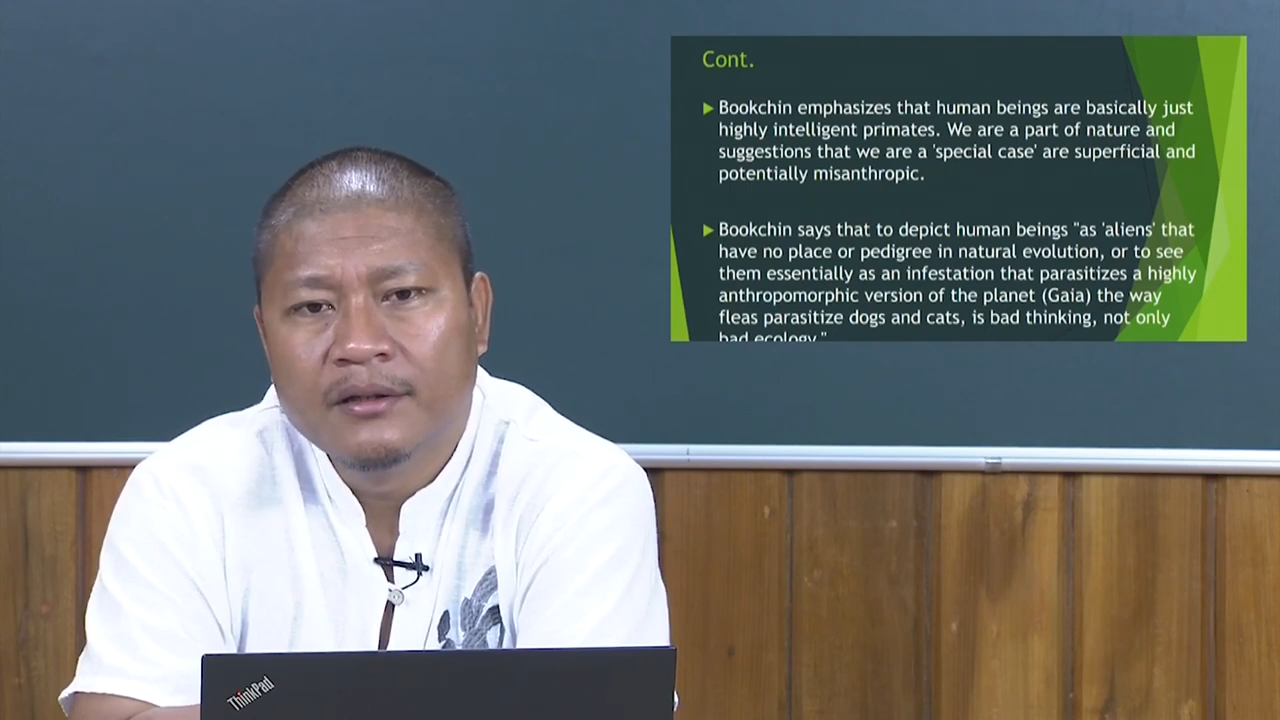 Cont.
Bookchin emphasizes that human beings are basically just
highly intelligent primates. We are a part of nature and
suggestions that we are a 'special case' are superficial and
potentially misanthropic.
Bookchin says that to depict human beings "as 'aliens' that
have no place or pedigree in natural evolution, or to see
them essentially as an infestation that parasitizes a highly
anthropomorphic version of the planet (Gaia) the way
fleas parasitize dogs and cats, is bad thinking, not only
bad ecology."
ThinkPad